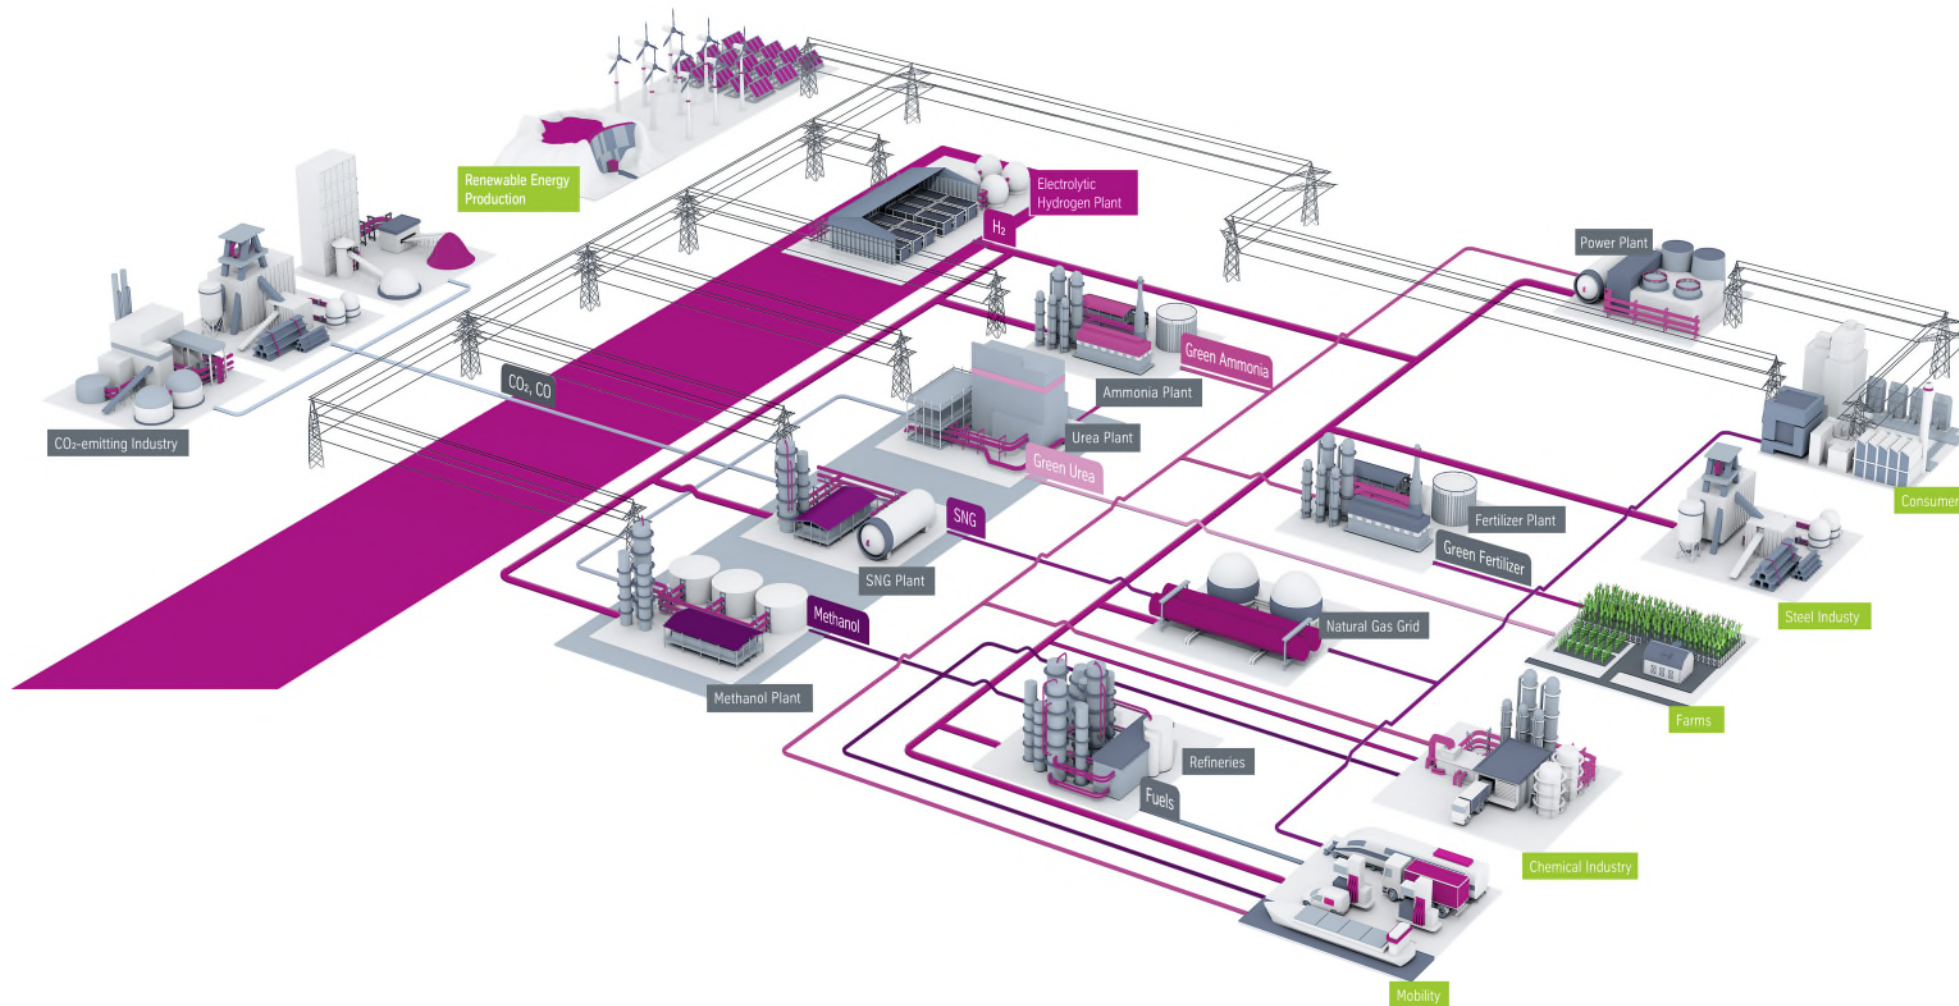 Renewable Energy
Production
Electrolytic
Hydrogen Plant
H₂
Power Plant
Green Ammonia
Ammonia Plant
CO₂, CO
CO₂-emitting Industry
Urea Plant
Green Urea
Consumer
SNG
Fertilizer Plant
Green Fertilizer
SNG Plant
Methanol
Natural Gas Grid
Steel Industy
Methanol Plant
Farms
Refineries
Fuels
Chemical Industry
Mobility